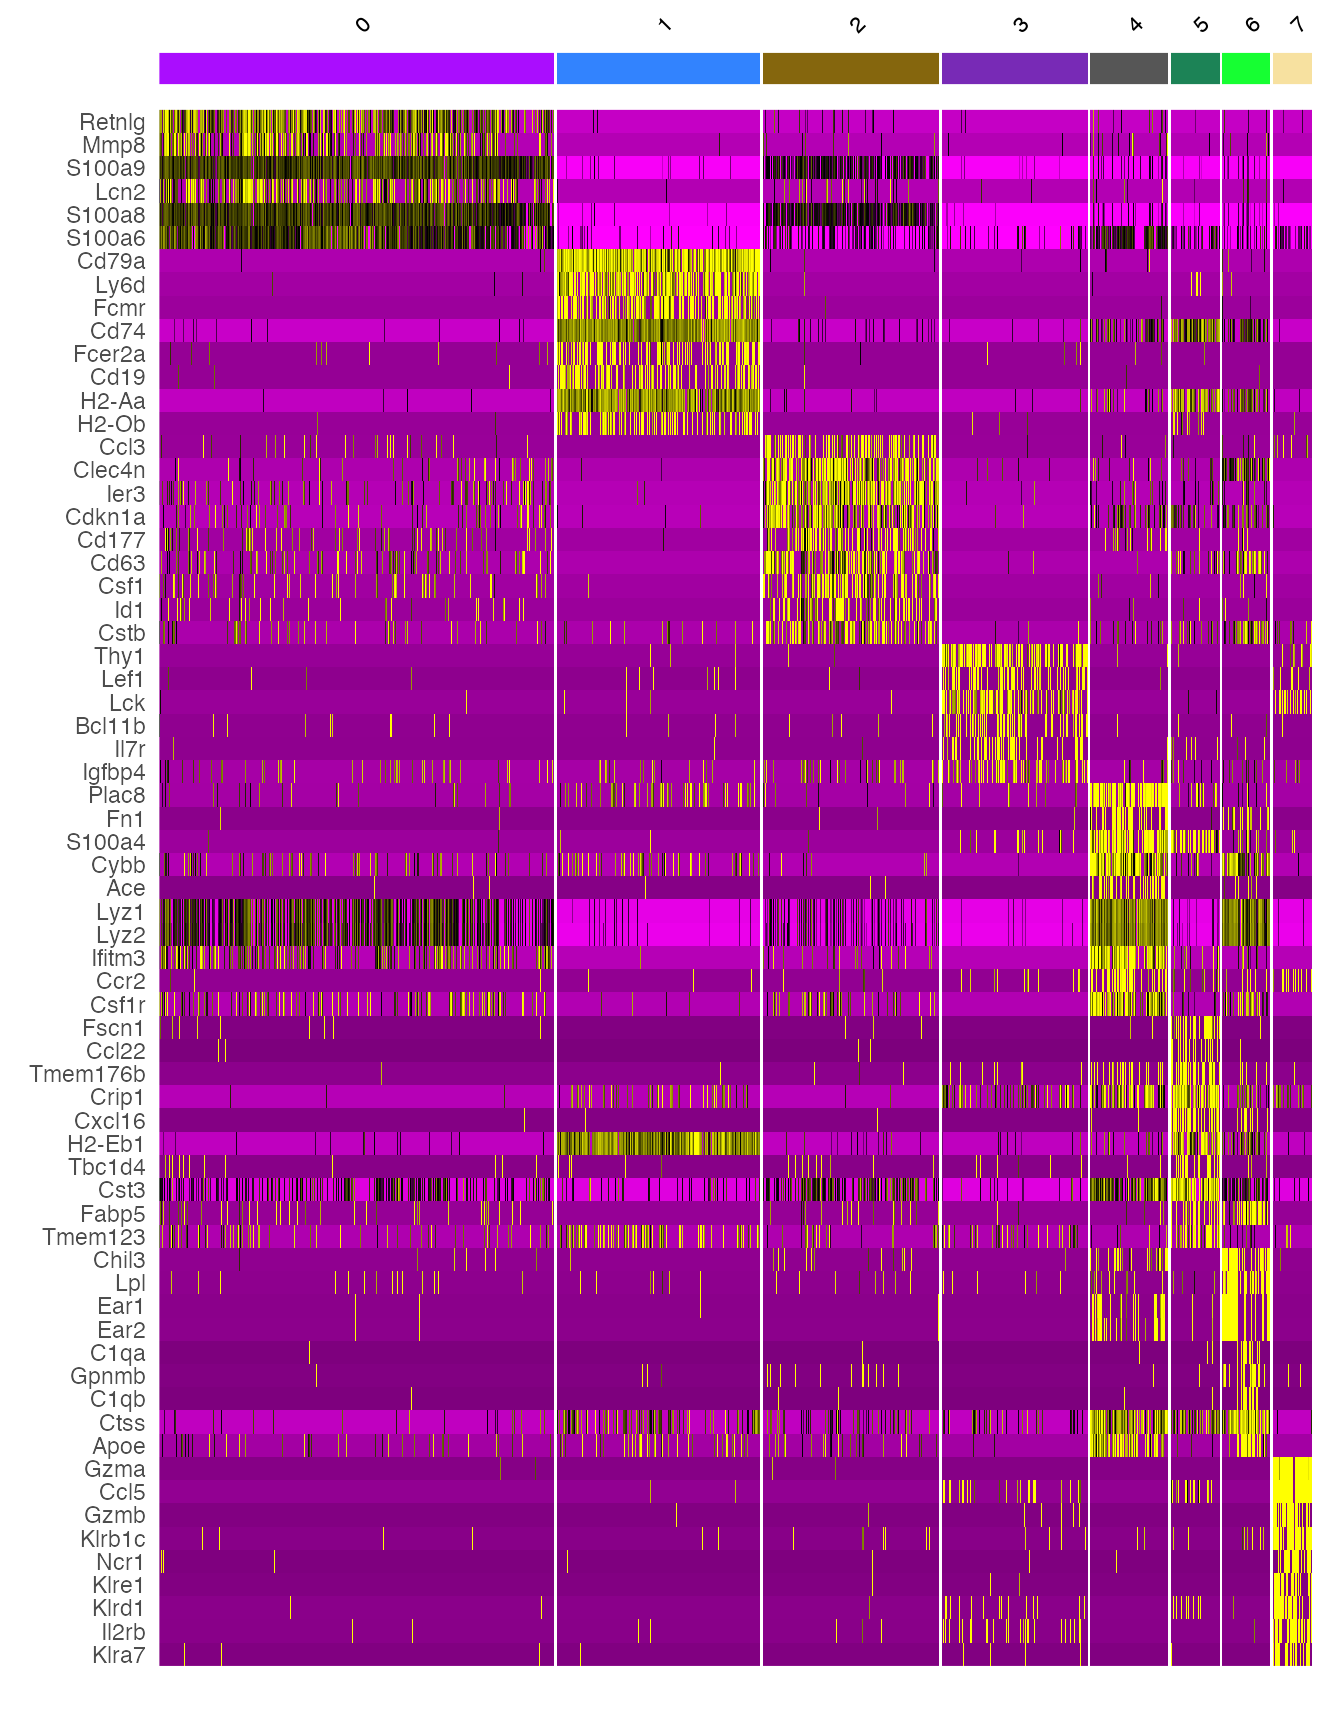 0 1 2 3 4 5 6 7
Retnlg
Mmp8
S100a9
Lcn2
S100a8
S100a6
Cd79a
Ly6d
Fcmr
Cd74
Fcer2a
Cd19
H2-Aa
H2-Ob
Ccl3
Clec4n
Ier3
Cdkn1a
Cd177
Cd63
Csf1
Id1
Cstb
Thy1
Lef1
Lck
Bcl11b
Il7r
Igfbp4
Plac8
Fn1
S100a4
Cybb
Ace
Lyz1
Lyz2
Ifitm3
Ccr2
Csf1r
Fscn1
Ccl22
Tmem176b
Crip1
Cxcl16
H2-Eb1
Tbc1d4
Cst3
Fabp5
Tmem123
Chil3
Lpl
Ear1
Ear2
C1qa
Gpnmb
C1qb
Ctss
Apoe
Gzma
Ccl5
Gzmb
Klrb1c
Ncr1
Klre1
Klrd1
Il2rb
Klra7